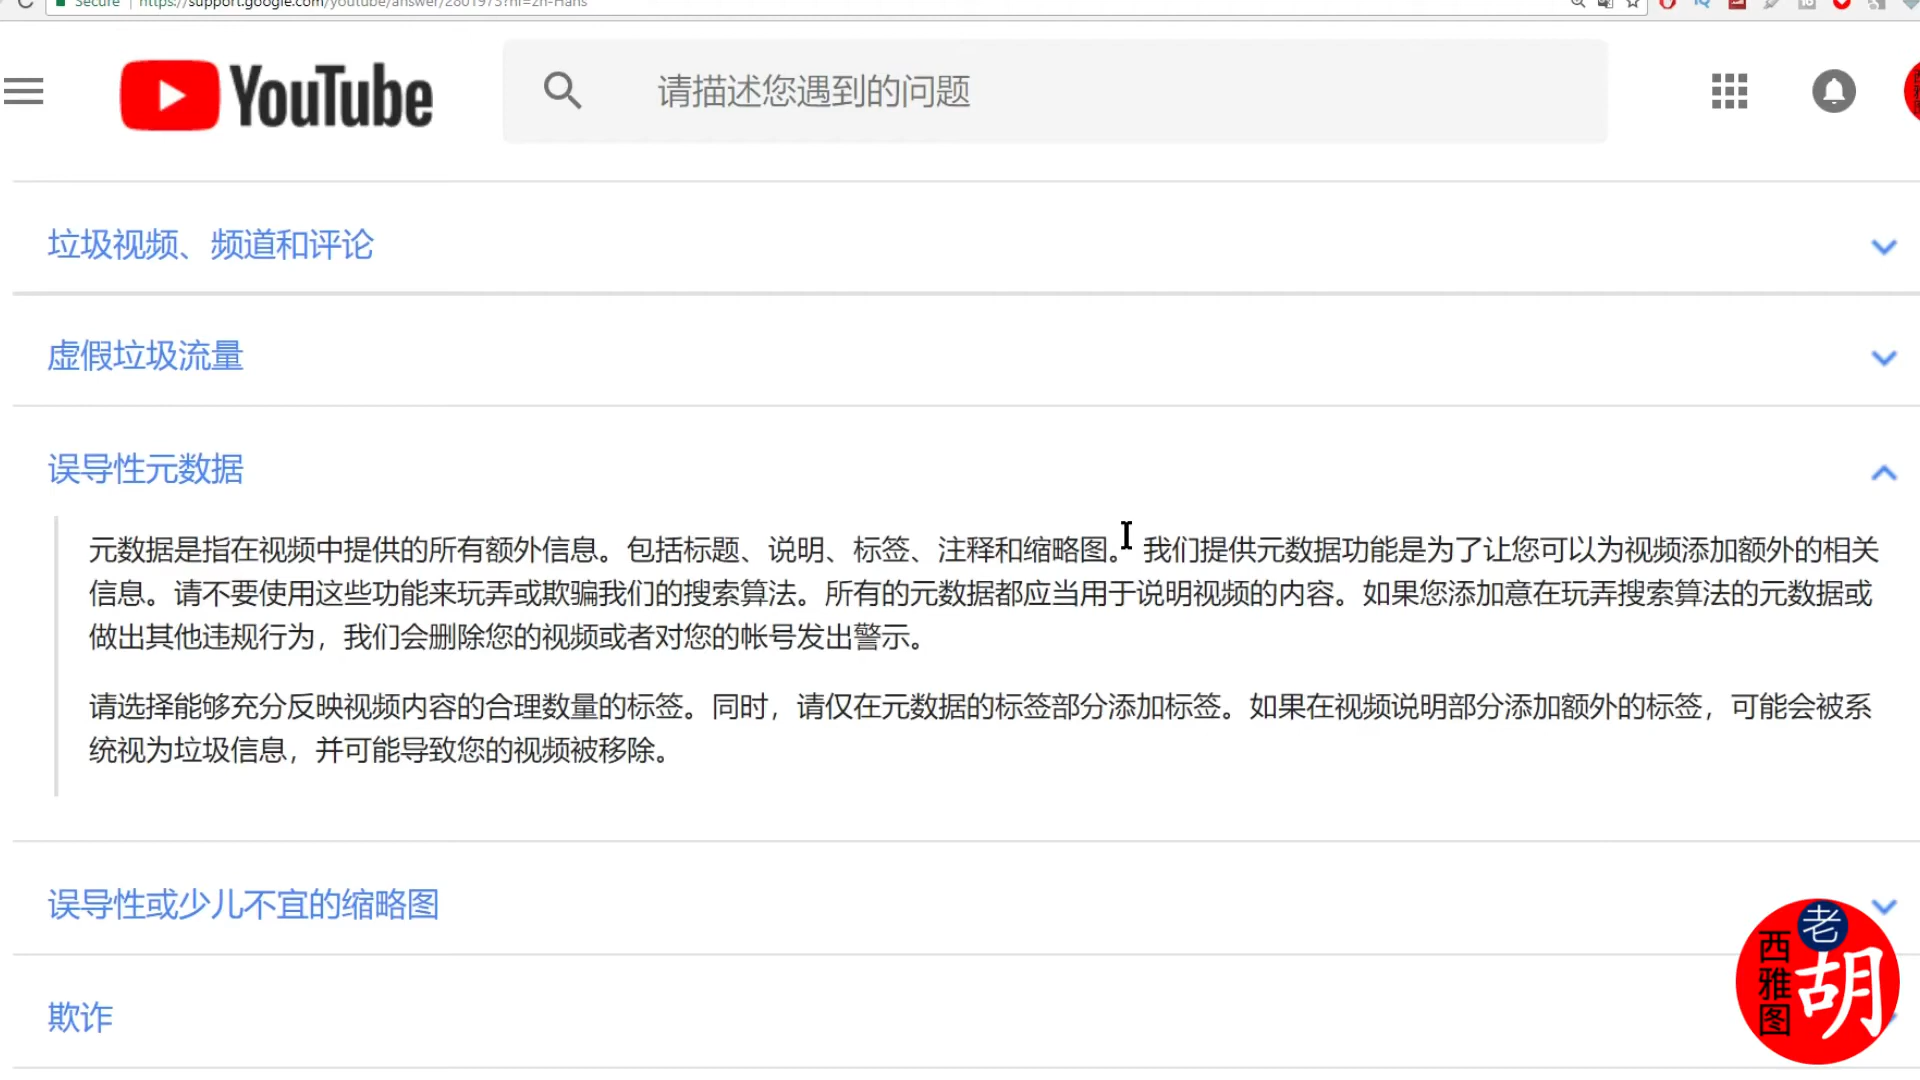 Secure https://support.google.com/youtube/answer/2801973?hl=zh-Hans
YouTube
请描述您遇到的问题
垃圾视频、频道和评论
虚假垃圾流量
误导性元数据
元数据是指在视频中提供的所有额外信息。包括标题、说明、标签、注释和缩略图。 我们提供元数据功能是为了让您可以为视频添加额外的相关
信息。请不要使用这些功能来玩弄或欺骗我们的搜索算法。所有的元数据都应当用于说明视频的内容。如果您添加意在玩弄搜索算法的元数据或
做出其他违规行为，我们会删除您的视频或者对您的帐号发出警示。
请选择能够充分反映视频内容的合理数量的标签。同时，请仅在元数据的标签部分添加标签。如果在视频说明部分添加额外的标签，可能会被系
统视为垃圾信息，并可能导致您的视频被移除。
误导性或少儿不宜的缩略图
欺诈
西雅图
老
胡